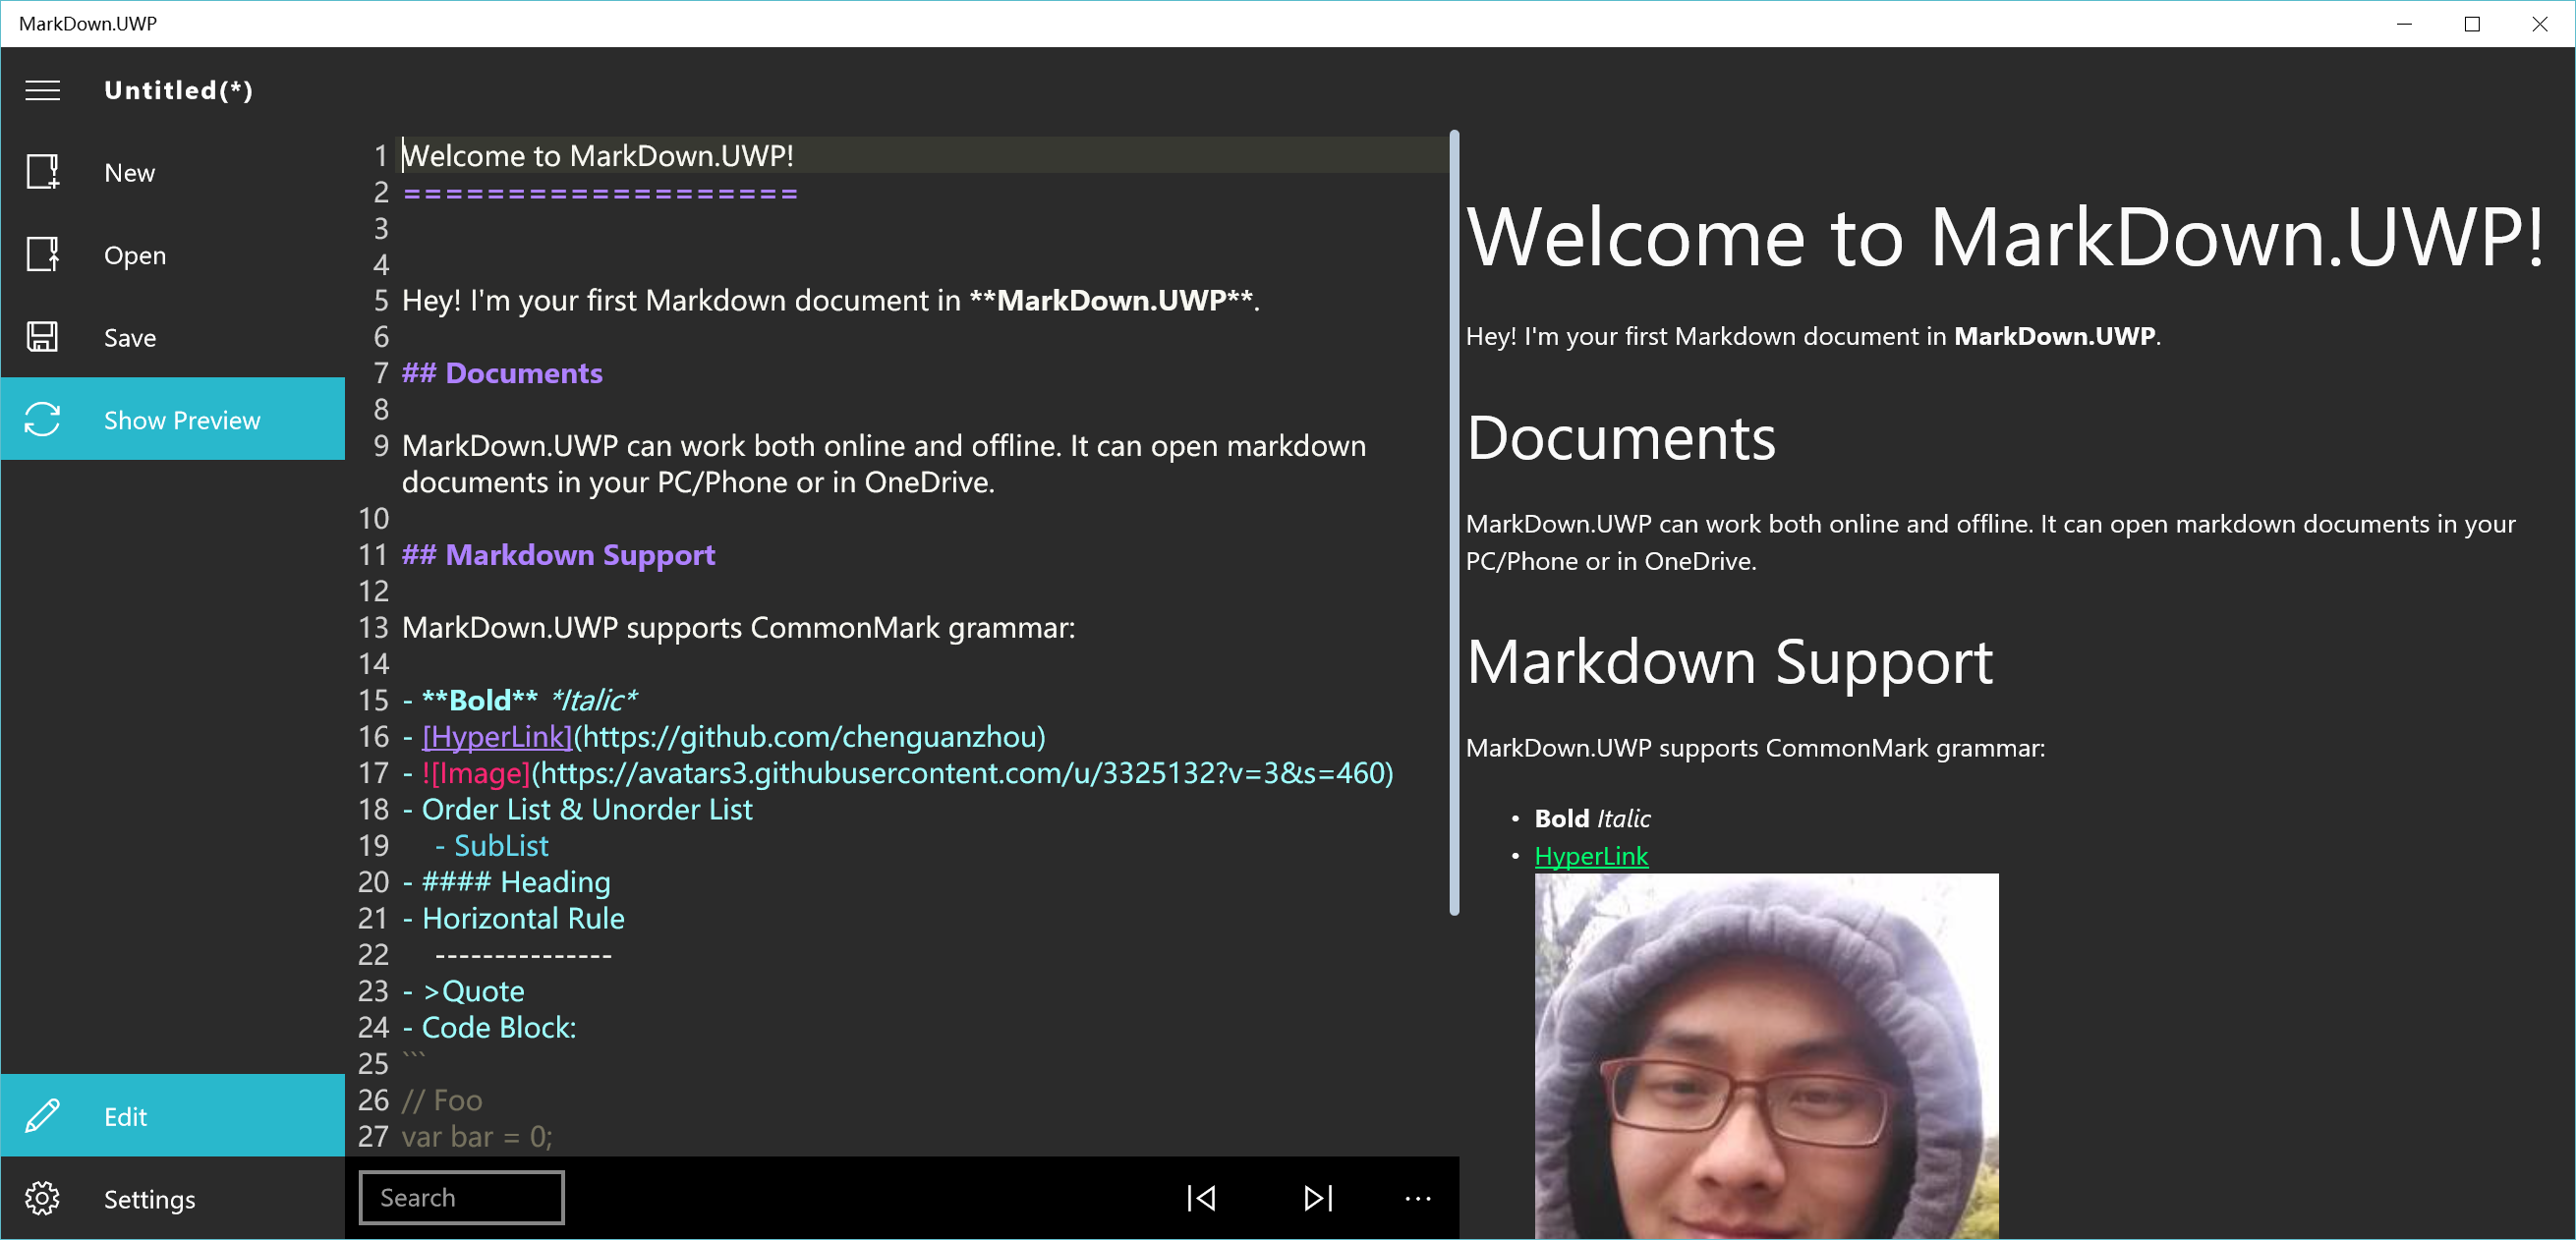 MarkDown.UWP
Untitled(*)
New
Open
Save
Show Preview
Edit
Settings
1 Welcome to MarkDown.UWP!
2 ===================
3
4
5 Hey! I'm your first Markdown document in **MarkDown.UWP**.
6
7 ## Documents
8
9 MarkDown.UWP can work both online and offline. It can open markdown
documents in your PC/Phone or in OneDrive.
10
11 ## Markdown Support
12
13 MarkDown.UWP supports CommonMark grammar:
14
15 - **Bold** *Italic*
16 - [HyperLink](https://github.com/chenguanzhou)
17 - ![Image](https://avatars3.githubusercontent.com/u/3325132?v=3&s=460)
18 - Order List & Unorder List
19 - SubList
20 - #### Heading
21 - Horizontal Rule
22 ---------------
23 - >Quote
24 - Code Block:
25 ```
26 // Foo
27 var bar = 0;
Search
...
Welcome to MarkDown.UWP!
Hey! I'm your first Markdown document in MarkDown.UWP.
Documents
MarkDown.UWP can work both online and offline. It can open markdown documents in your
PC/Phone or in OneDrive.
Markdown Support
MarkDown.UWP supports CommonMark grammar:
• Bold Italic
• HyperLink